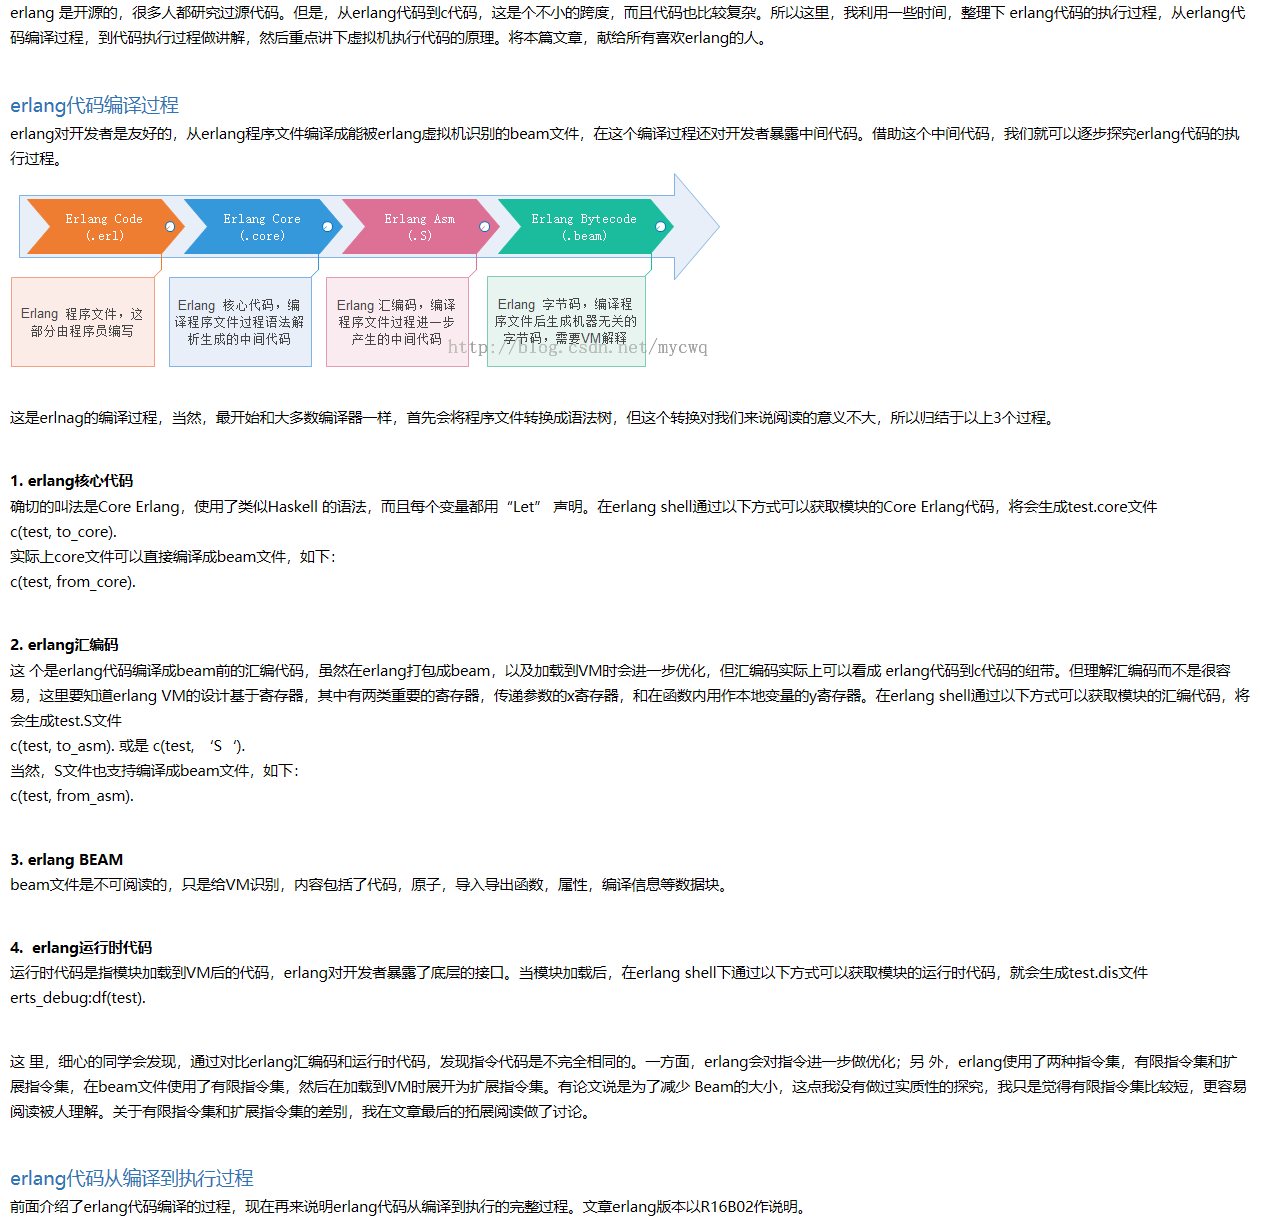 erlang 是开源的，很多人都研究过源代码。但是，从erlang代码到c代码，这是个不小的跨度，而且代码也比较复杂。所以这里，我利用一些时间，整理下 erlang代码的执行过程，从erlang代
码编译过程，到代码执行过程做讲解，然后重点讲下虚拟机执行代码的原理。将本篇文章，献给所有喜欢erlang的人。
erlang代码编译过程
erlang对开发者是友好的，从erlang程序文件编译成能被erlang虚拟机识别的beam文件，在这个编译过程还对开发者暴露中间代码。借助这个中间代码，我们就可以逐步探究erlang代码的执
行过程。
Erlang Code
(.erl)
Erlang Core
(.core)
Erlang Asm
(.S)
Erlang Bytecode
(.beam)
Erlang 程序文件，这
部分由程序员编写
Erlang 核心代码，编
译程序文件过程语法解
析生成的中间代码
Erlang 汇编码，编译
程序文件过程进一步
产生的中间代码
Erlang 字节码，编译程
序文件后生成机器无关的
字节码，需要VM解释
http://blog.csdn.net/mycwq
这是erlnag的编译过程，当然，最开始和大多数编译器一样，首先会将程序文件转换成语法树，但这个转换对我们来说阅读的意义不大，所以归结于以上3个过程。
1. erlang核心代码
确切的叫法是Core Erlang，使用了类似Haskell 的语法，而且每个变量都用“Let” 声明。在erlang shell通过以下方式可以获取模块的Core Erlang代码，将会生成test.core文件
c(test, to_core).
实际上core文件可以直接编译成beam文件，如下：
c(test, from_core).
2. erlang汇编码
这 个是erlang代码编译成beam前的汇编代码，虽然在erlang打包成beam，以及加载到VM时会进一步优化，但汇编码实际上可以看成 erlang代码到c代码的纽带。但理解汇编码而不是很容
易，这里要知道erlang VM的设计基于寄存器，其中有两类重要的寄存器，传递参数的x寄存器，和在函数内用作本地变量的y寄存器。在erlang shell通过以下方式可以获取模块的汇编代码，将
会生成test.S文件
c(test, to_asm). 或是 c(test, ‘S‘).
当然，S文件也支持编译成beam文件，如下：
c(test, from_asm).
3. erlang BEAM
beam文件是不可阅读的，只是给VM识别，内容包括了代码，原子，导入导出函数，属性，编译信息等数据块。
4. erlang运行时代码
运行时代码是指模块加载到VM后的代码，erlang对开发者暴露了底层的接口。当模块加载后，在erlang shell下通过以下方式可以获取模块的运行时代码，就会生成test.dis文件
erts_debug:df(test).
这 里，细心的同学会发现，通过对比erlang汇编码和运行时代码，发现指令代码是不完全相同的。一方面，erlang会对指令进一步做优化；另 外，erlang使用了两种指令集，有限指令集和扩
展指令集，在beam文件使用了有限指令集，然后在加载到VM时展开为扩展指令集。有论文说是为了减少 Beam的大小，这点我没有做过实质性的探究，我只是觉得有限指令集比较短，更容易
阅读被人理解。关于有限指令集和扩展指令集的差别，我在文章最后的拓展阅读做了讨论。
erlang代码从编译到执行过程
前面介绍了erlang代码编译的过程，现在再来说明erlang代码从编译到执行的完整过程。文章erlang版本以R16B02作说明。